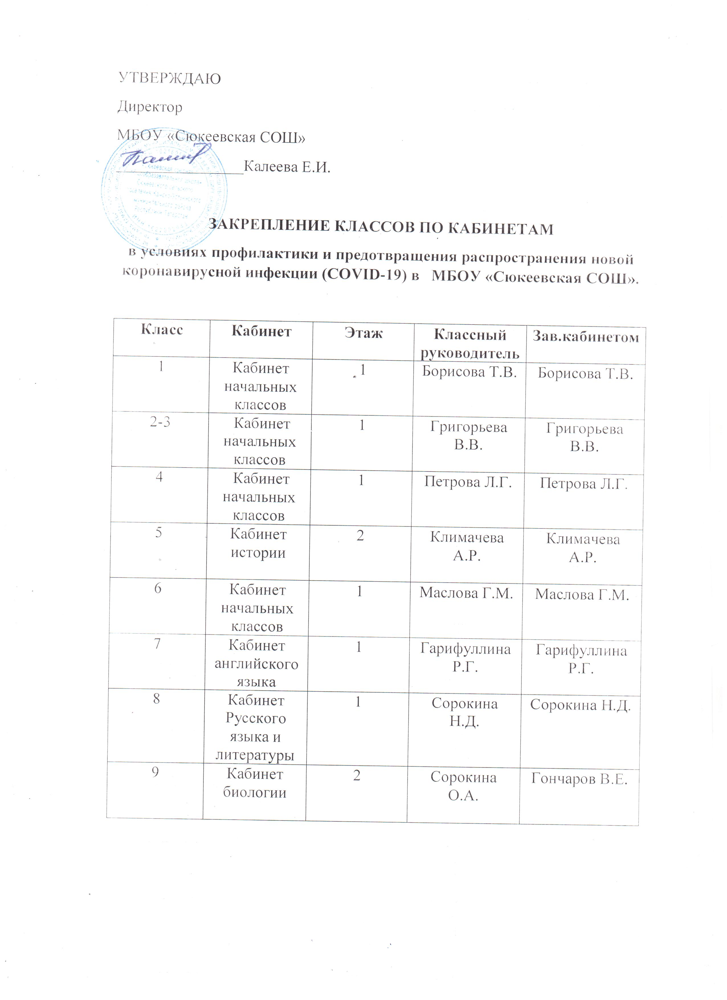 УТВЕРЖДАЮ
Директор
МБОУ «Сюкеевская СОШ»
Калеева Е.И.
Сюкеевского сельского
Республики Татарстан
ЗАКРЕПЛЕНИЕ КЛАССОВ ПО КАБИНЕТАМ
в условиях профилактики и предотвращения распространения новой
коронавирусной инфекции (COVID-19) в МБОУ «Сюкеевская СОШ».
Класс Кабинет Этаж Классный руководитель Зав.кабинетом
1 Кабинет начальных классов 1 Борисова Т.В. Борисова Т.В.
2-3 Кабинет начальных классов 1 Григорьева В.В. Григорьева В.В.
4 Кабинет начальных классов 1 Петрова Л.Г. Петрова Л.Г.
5 Кабинет истории 2 Климачева А.Р. Климачева А.Р.
6 Кабинет начальных классов 1 Маслова Г.М. Маслова Г.М.
7 Кабинет английского языка 1 Гарифуллина Р.Г. Гарифуллина Р.Г.
8 Кабинет Русского языка и литературы 1 Сорокина Н.Д. Сорокина Н.Д.
9 Кабинет биологии 2 Сорокина О.А. Гончаров В.Е.